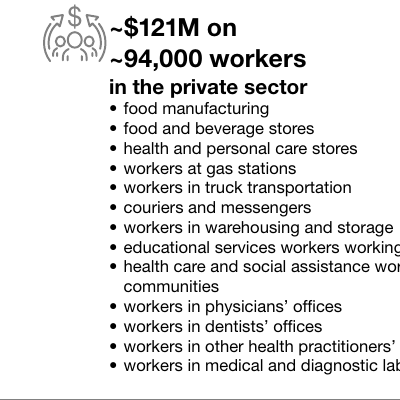 ~$121M on
~94,000 workers
in the private sector
• food manufacturing
• food and beverage stores
• health and personal care stores
• workers at gas stations
• workers in truck transportation
• couriers and messengers
• workers in warehousing and storage
• educational services workers working
• health care and social assistance
communities
• workers in physicians’ offices
• workers in dentists’ offices
• workers in other health practitioners’
• workers in medical and diagnostic